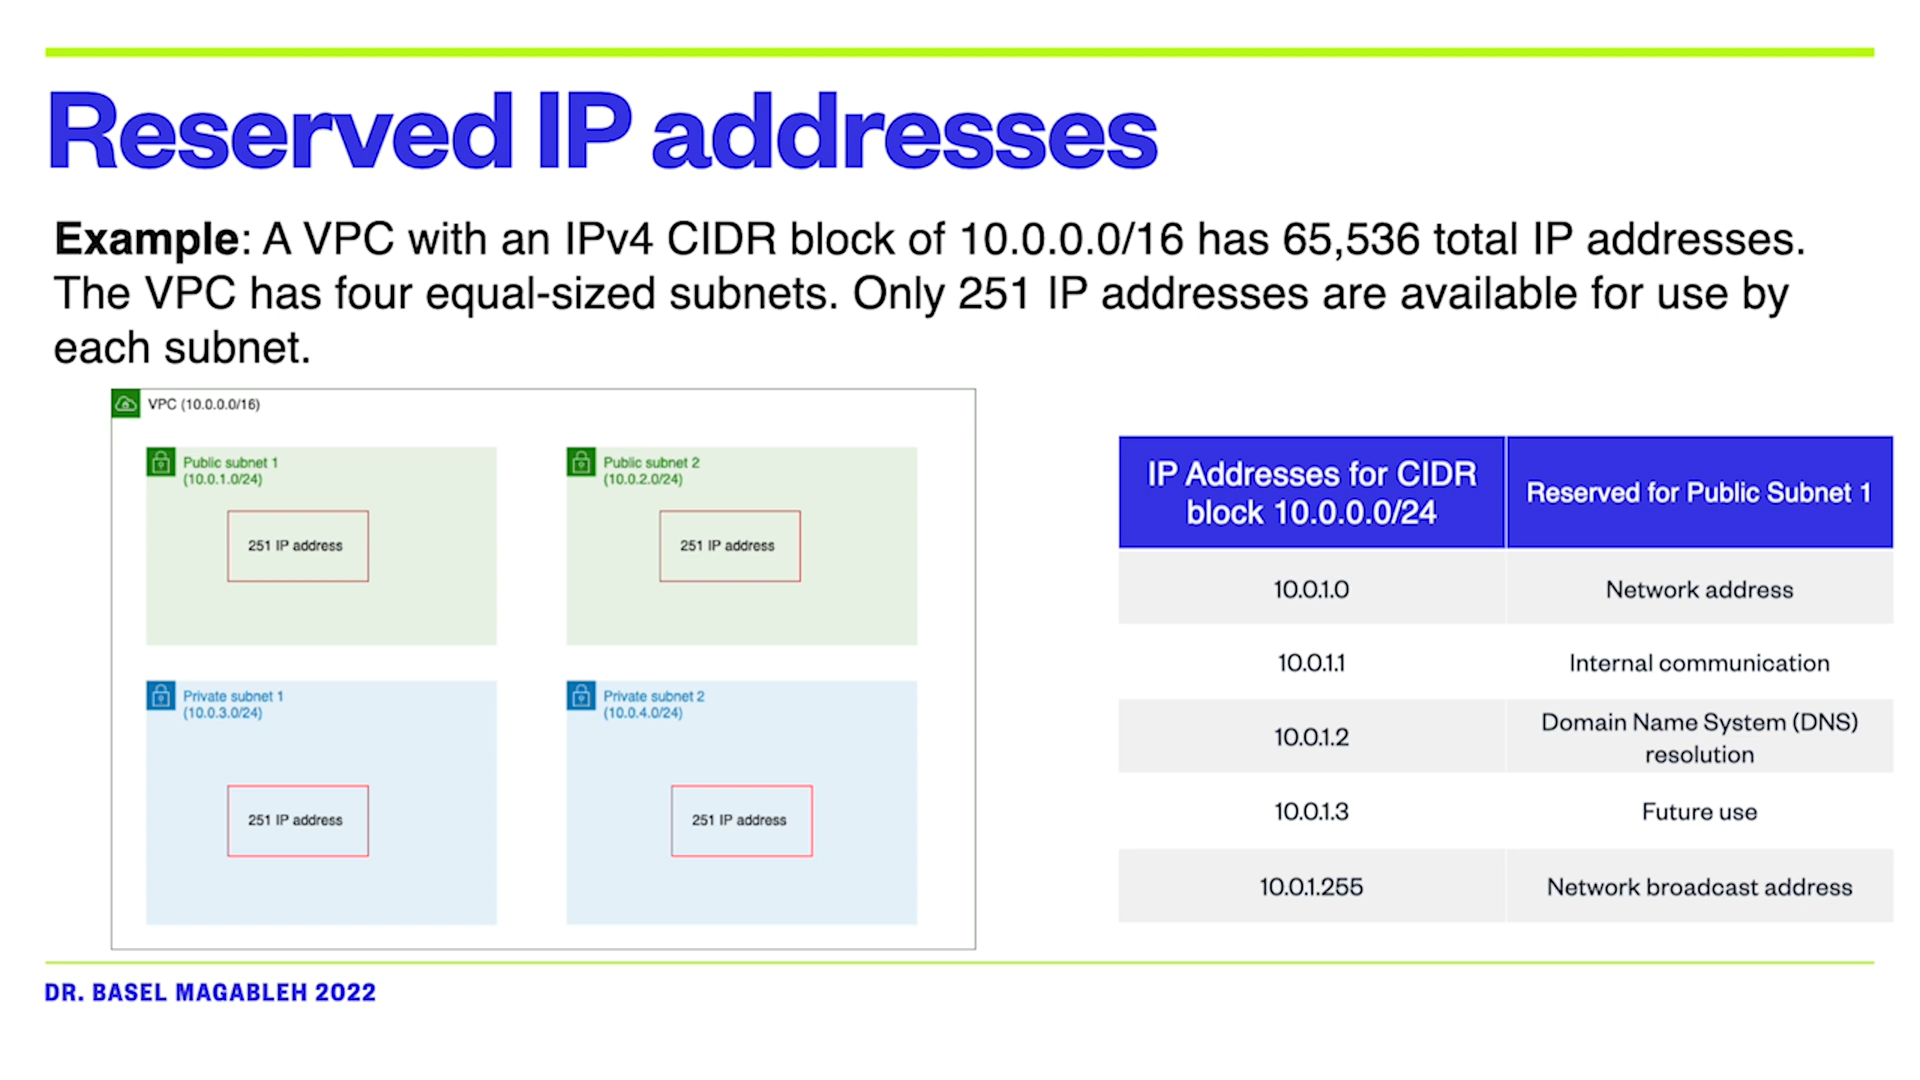 Reserved IP addresses
Example: A VPC with an IPv4 CIDR block of 10.0.0.0/16 has 65,536 total IP addresses.
The VPC has four equal-sized subnets. Only 251 IP addresses are available for use by
each subnet.
VPC (10.0.0.0/16)
Public subnet 1
(10.0.1.0/24)
251 IP address
Public subnet 2
(10.0.2.0/24)
251 IP address
Private subnet 1
(10.0.3.0/24)
251 IP address
Private subnet 2
(10.0.4.0/24)
251 IP address
IP Addresses for CIDR
block 10.0.0.0/24
Reserved for Public Subnet 1
10.0.1.0
Network address
10.0.1.1
Internal communication
10.0.1.2
Domain Name System (DNS)
resolution
10.0.1.3
Future use
10.0.1.255
Network broadcast address
DR. BASEL MAGABLEH 2022